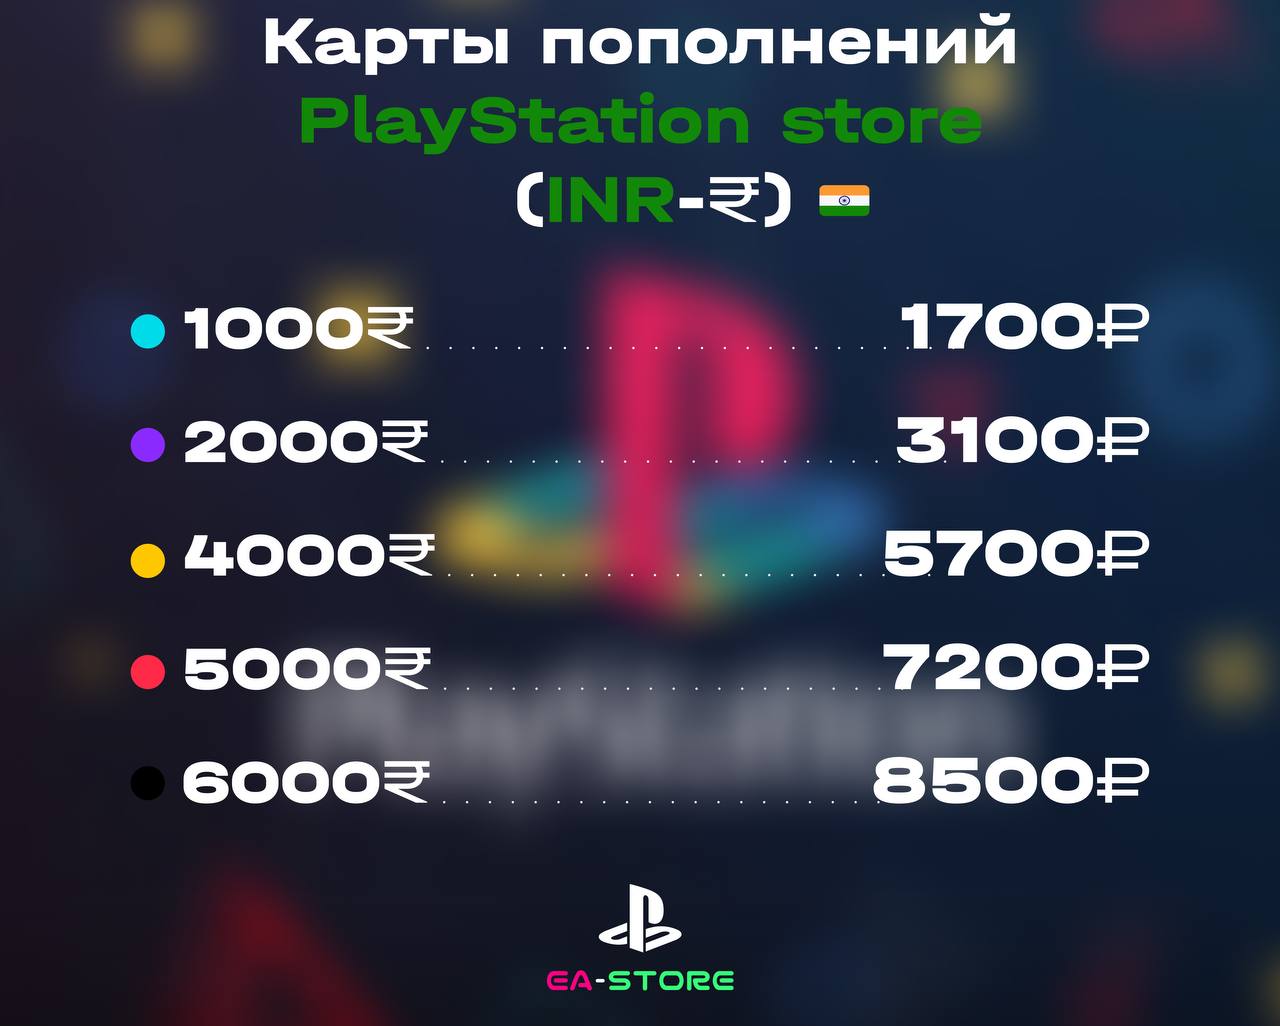 Карты пополнений
PlayStation store
(INR-₹)
1000₹ 1700₽
2000₹ 3100₽
4000₹ 5700₽
5000₹ 7200₽
6000₹ 8500₽
EA-STORE